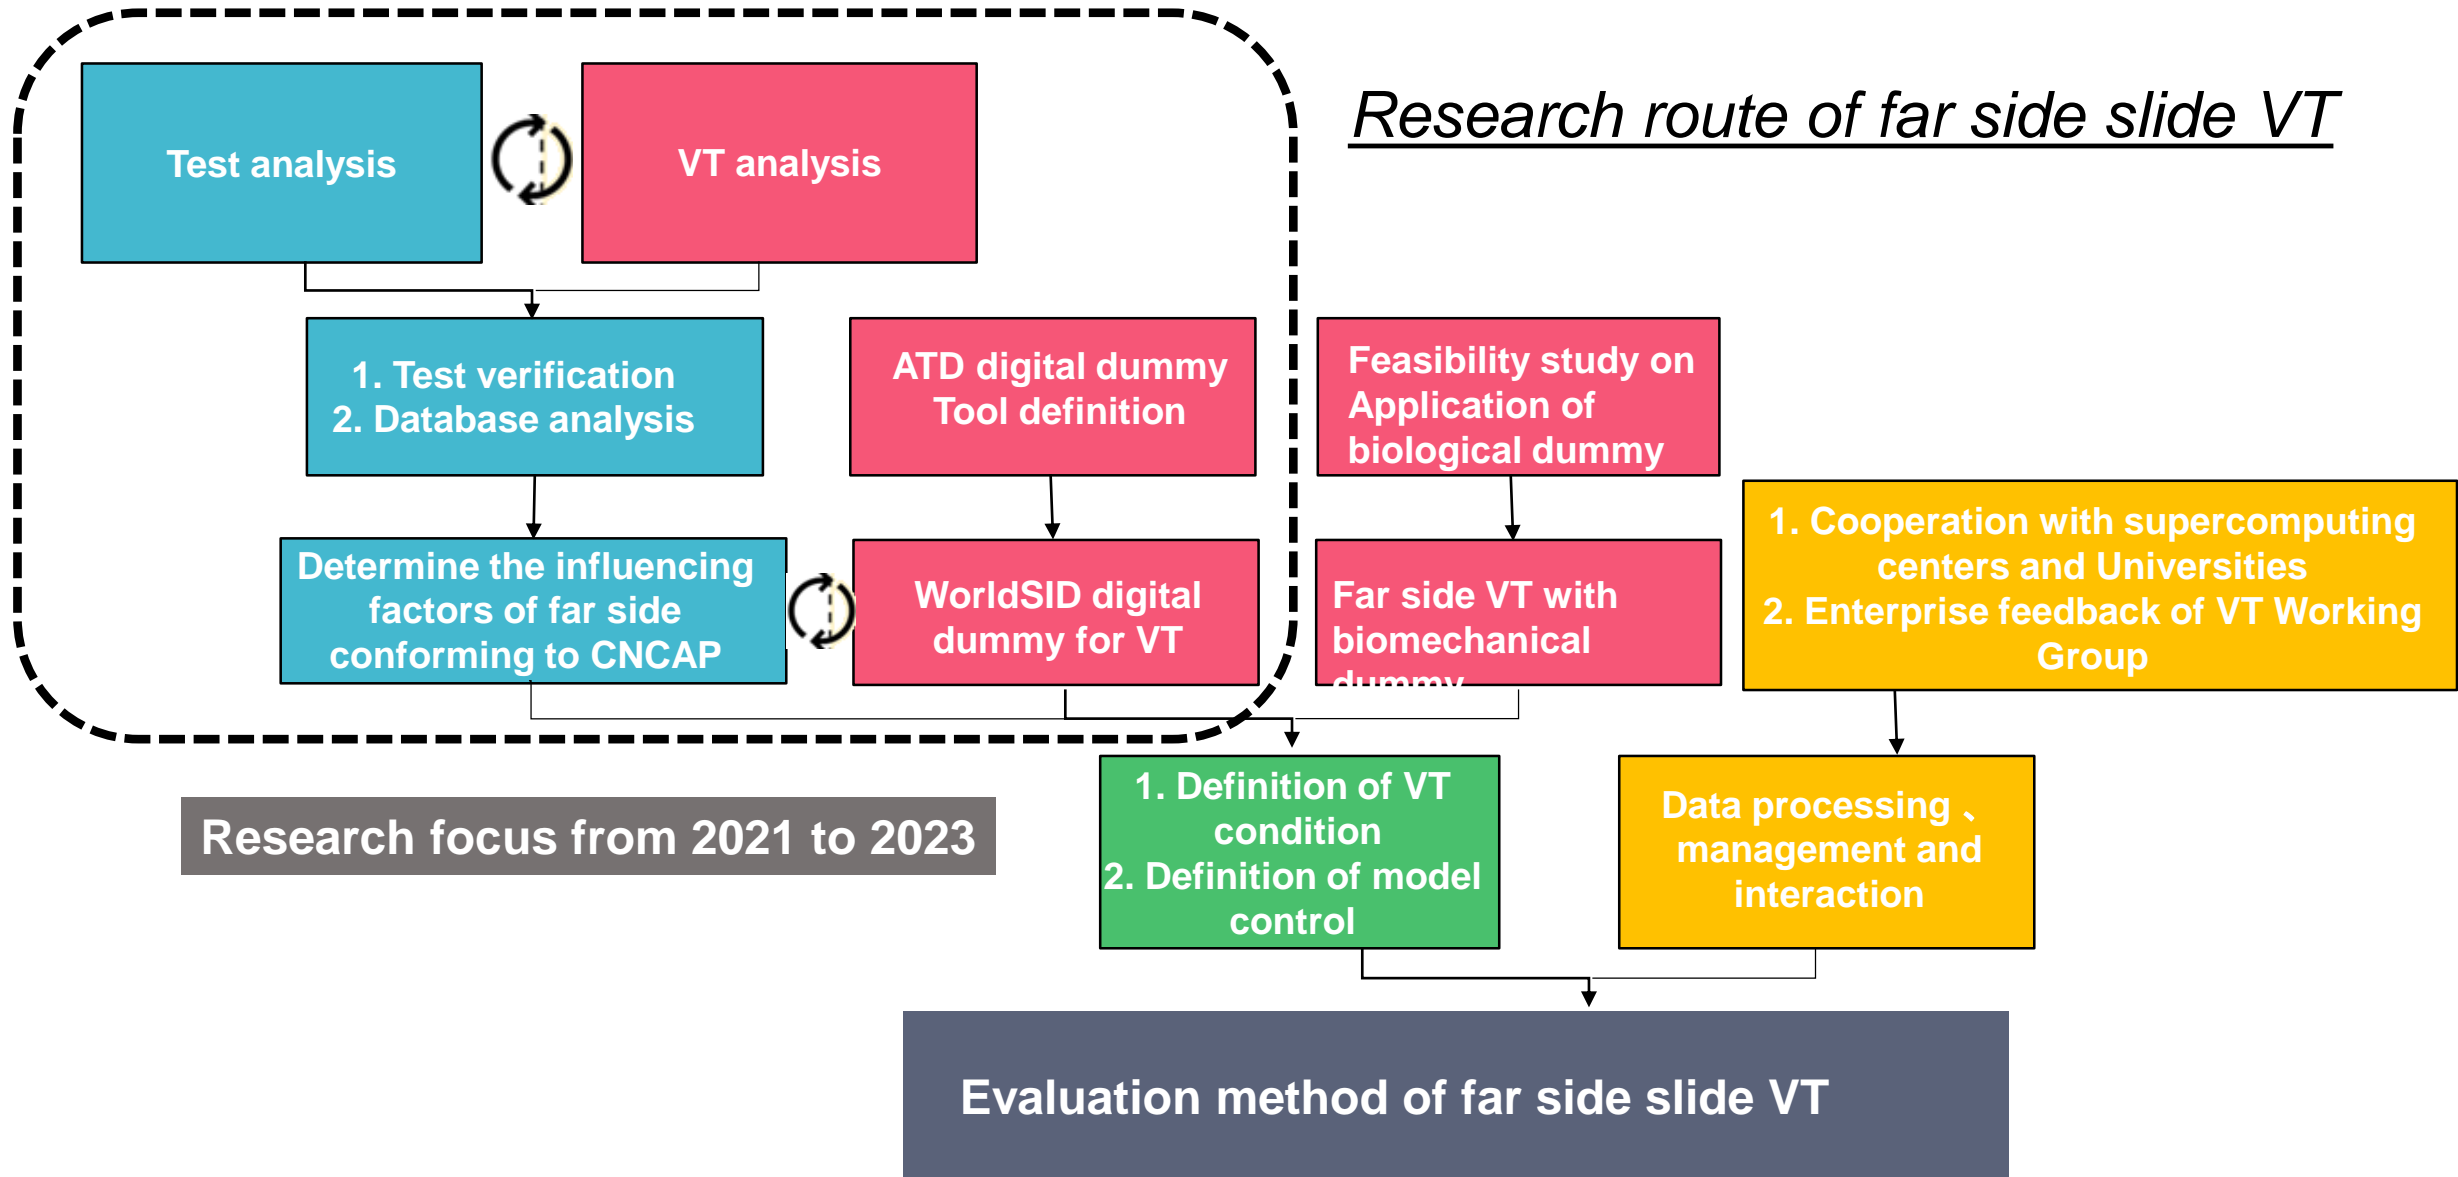 Research route of far side slide VT
Test analysis
VT analysis
1. Test verification
2. Database analysis
ATD digital dummy
Tool definition
Feasibility study on
Application of
biological dummy
Determine the influencing
factors of far side
conforming to CNCAP
WorldSID digital
dummy for VT
Far side VT with
biomechanical
dummy
1. Cooperation with supercomputing
centers and Universities
2. Enterprise feedback of VT Working
Group
Research focus from 2021 to 2023
1. Definition of VT
condition
2. Definition of model
control
Data processing 、
management and
interaction
Evaluation method of far side slide VT